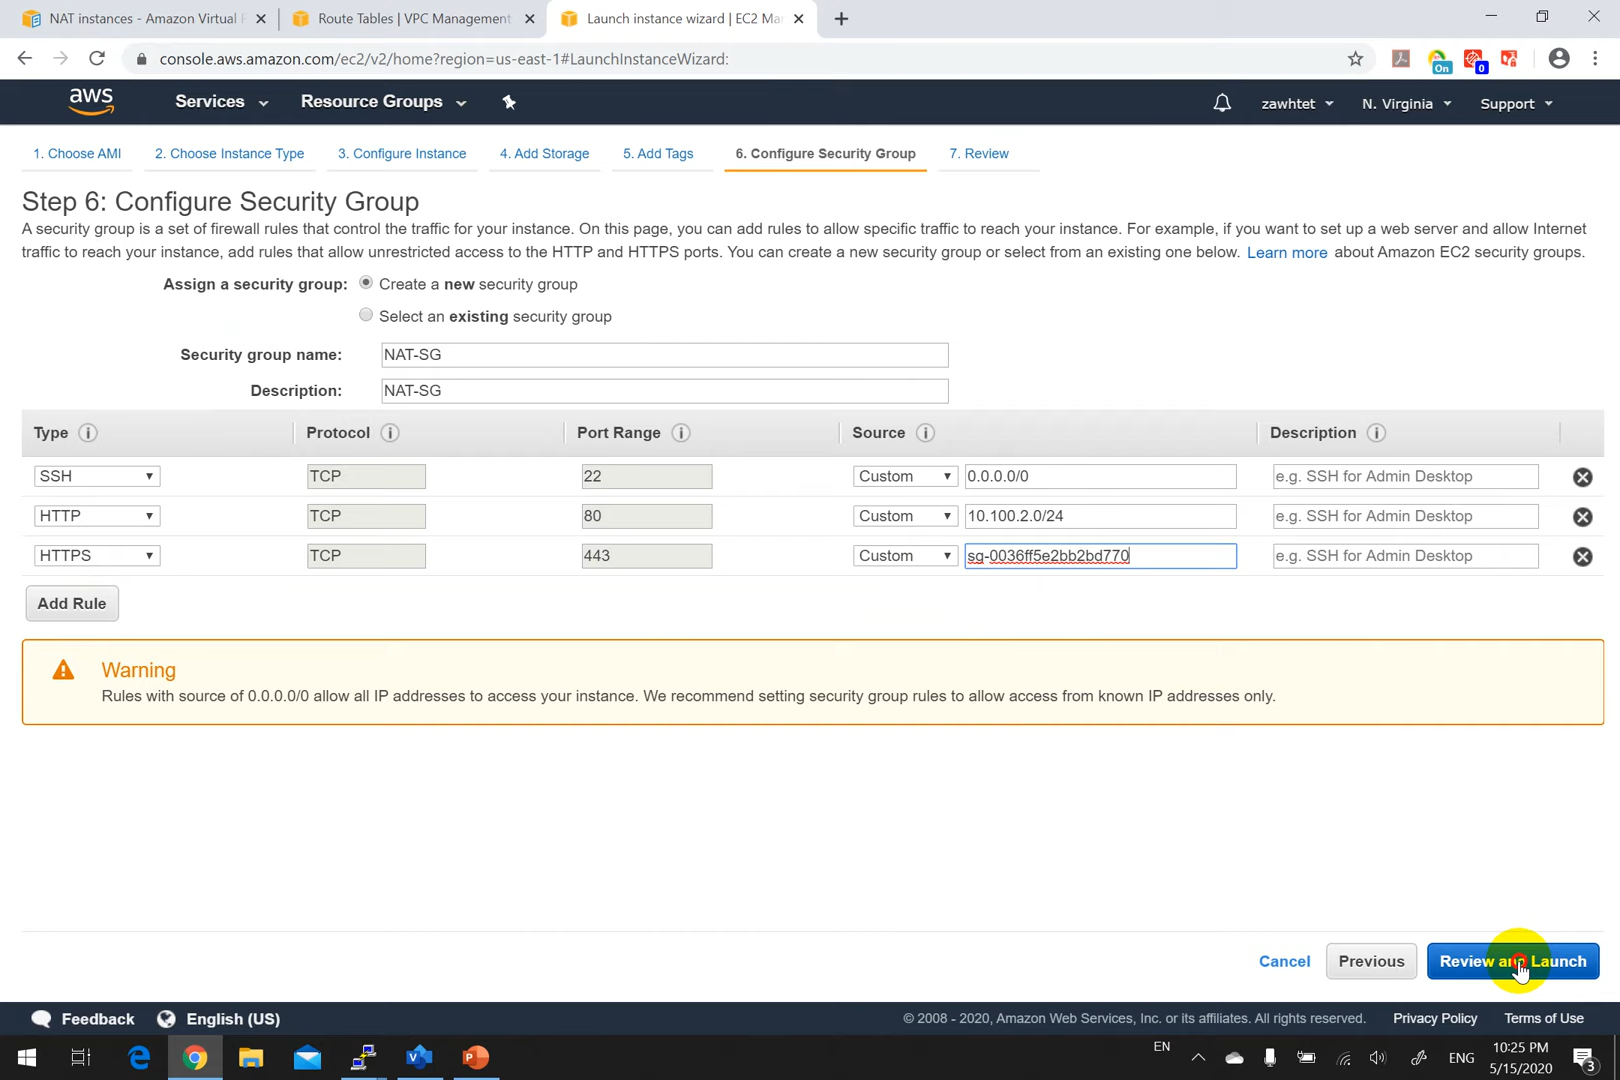 NAT instances - Amazon Virtual P
Route Tables | VPC Management
Launch instance wizard | EC2 Ma
console.aws.amazon.com/ec2/v2/home?region=us-east-1#LaunchInstanceWizard:
On
0
aws
Services
Resource Groups
zawhtet
N. Virginia
Support
1. Choose AMI
2. Choose Instance Type
3. Configure Instance
4. Add Storage
5. Add Tags
6. Configure Security Group
7. Review
Step 6: Configure Security Group
A security group is a set of firewall rules that control the traffic for your instance. On this page, you can add rules to allow specific traffic to reach your instance. For example, if you want to set up a web server and allow Internet
traffic to reach your instance, add rules that allow unrestricted access to the HTTP and HTTPS ports. You can create a new security group or select from an existing one below. Learn more about Amazon EC2 security groups.
Assign a security group: Create a new security group
Select an existing security group
Security group name: NAT-SG
Description: NAT-SG
Type i Protocol i Port Range i Source i Description i
SSH TCP 22 Custom 0.0.0.0/0 e.g. SSH for Admin Desktop
HTTP TCP 80 Custom 10.100.2.0/24 e.g. SSH for Admin Desktop
HTTPS TCP 443 Custom sg-0036ff5e2bb2bd770 e.g. SSH for Admin Desktop
Add Rule
Warning
Rules with source of 0.0.0.0/0 allow all IP addresses to access your instance. We recommend setting security group rules to allow access from known IP addresses only.
Cancel
Previous
Review and Launch
Feedback
English (US)
© 2008 - 2020, Amazon Web Services, Inc. or its affiliates. All rights reserved.
Privacy Policy
Terms of Use
EN
ENG
10:25 PM
5/15/2020
3